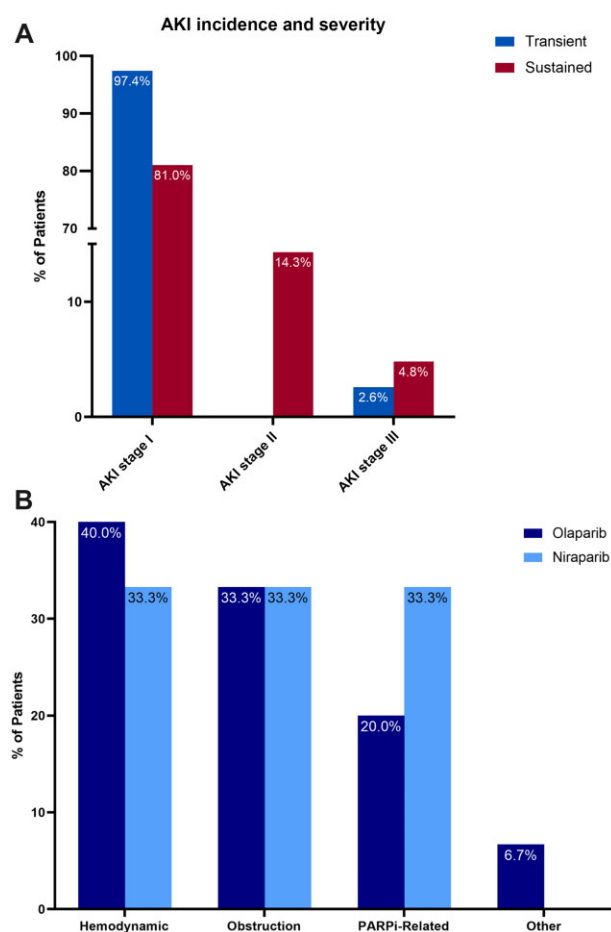 A
AKI incidence and severity
Transient
Sustained
% of Patients
100
90
80
70
10
0
97.4%
81.0%
14.3%
2.6%
4.8%
AKI stage I
AKI stage II
AKI stage III
B
Olaparib
Niraparib
% of Patients
40
30
20
10
0
40.0%
33.3%
33.3%
33.3%
20.0%
33.3%
6.7%
Hemodynamic
Obstruction
PARPi-Related
Other